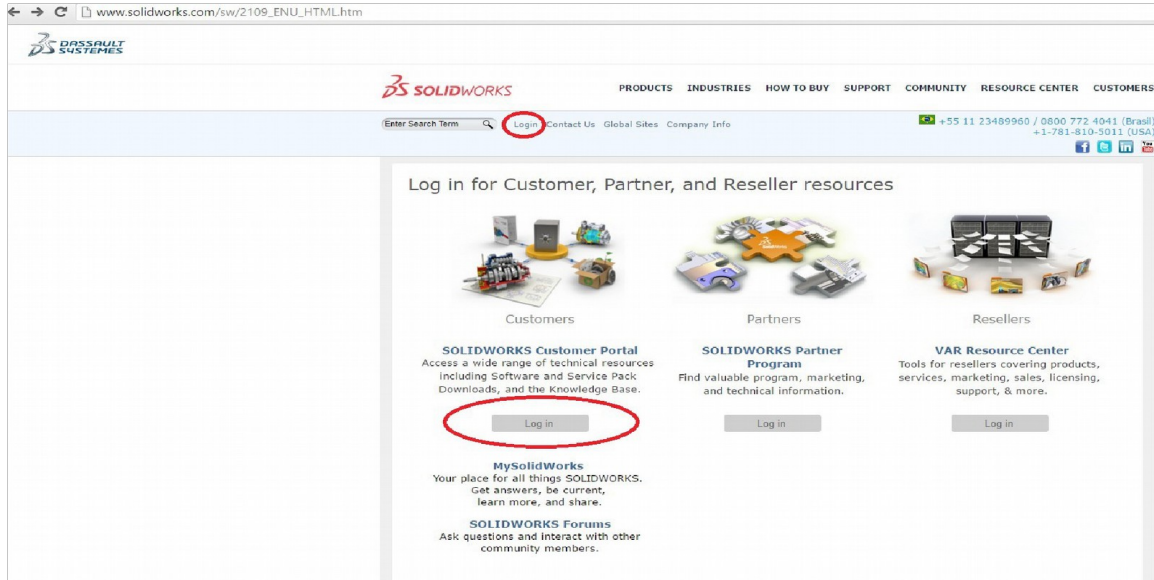 www.solidworks.com/sw/2109_ENU_HTML.htm
DASSAULT
SYSTEMES
SOLIDWORKS
PRODUCTS INDUSTRIES HOW TO BUY SUPPORT COMMUNITY RESOURCE CENTER CUSTOMERS
Enter Search Term Login Contact Us Global Sites Company Info
+55 11 23489960 / 0800 772 4041 (Brasil)
+1-781-810-5011 (USA)
Log in for Customer, Partner, and Reseller resources
Customers
SOLIDWORKS Customer Portal
Access a wide range of technical resources
including Software and Service Pack
Downloads, and the Knowledge Base.
Log in
MySolidWorks
Your place for all things SOLIDWORKS.
Get answers, be current,
learn more, and share.
SOLIDWORKS Forums
Ask questions and interact with other
community members.
Partners
SOLIDWORKS Partner
Program
Find valuable program, marketing,
and technical information.
Log in
Resellers
VAR Resource Center
Tools for resellers covering products,
services, marketing, sales, licensing,
support, & more.
Log in